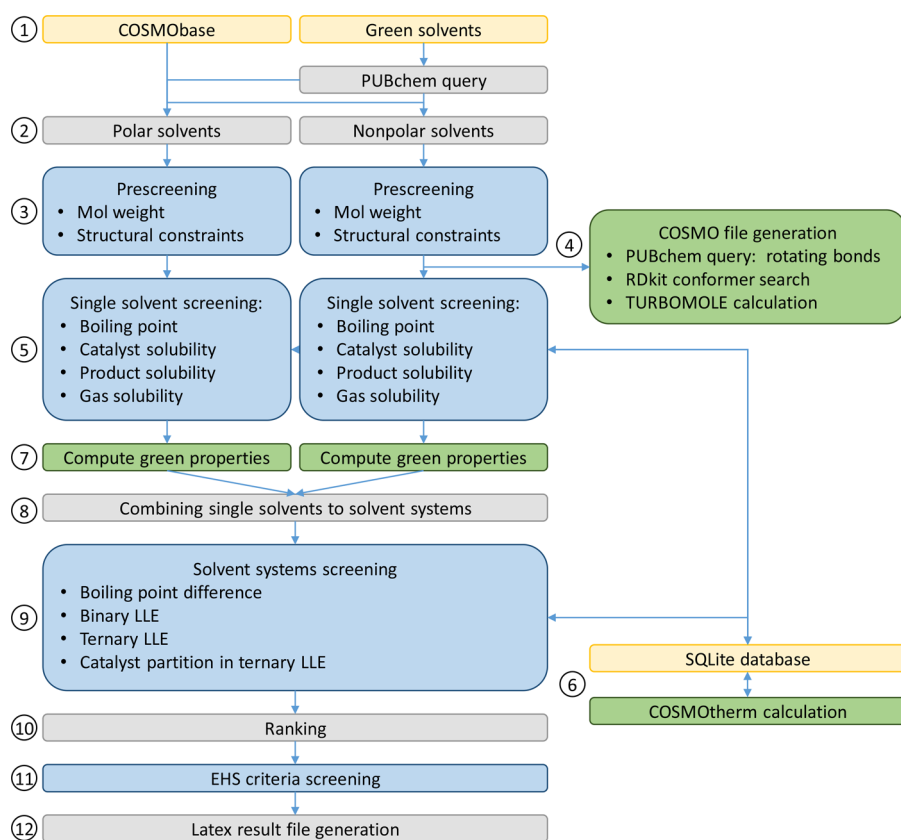 1
COSMObase
Green solvents
PUBchem query
2
Polar solvents
Nonpolar solvents
3
Prescreening
• Mol weight
• Structural constraints
Prescreening
• Mol weight
• Structural constraints
4
COSMO file generation
• PUBchem query: rotating bonds
• RDkit conformer search
• TURBOMOLE calculation
5
Single solvent screening:
• Boiling point
• Catalyst solubility
• Product solubility
• Gas solubility
Single solvent screening:
• Boiling point
• Catalyst solubility
• Product solubility
• Gas solubility
7
Compute green properties
Compute green properties
8
Combining single solvents to solvent systems
9
Solvent systems screening
• Boiling point difference
• Binary LLE
• Ternary LLE
• Catalyst partition in ternary LLE
6
SQLite database
COSMOtherm calculation
10
Ranking
11
EHS criteria screening
12
Latex result file generation